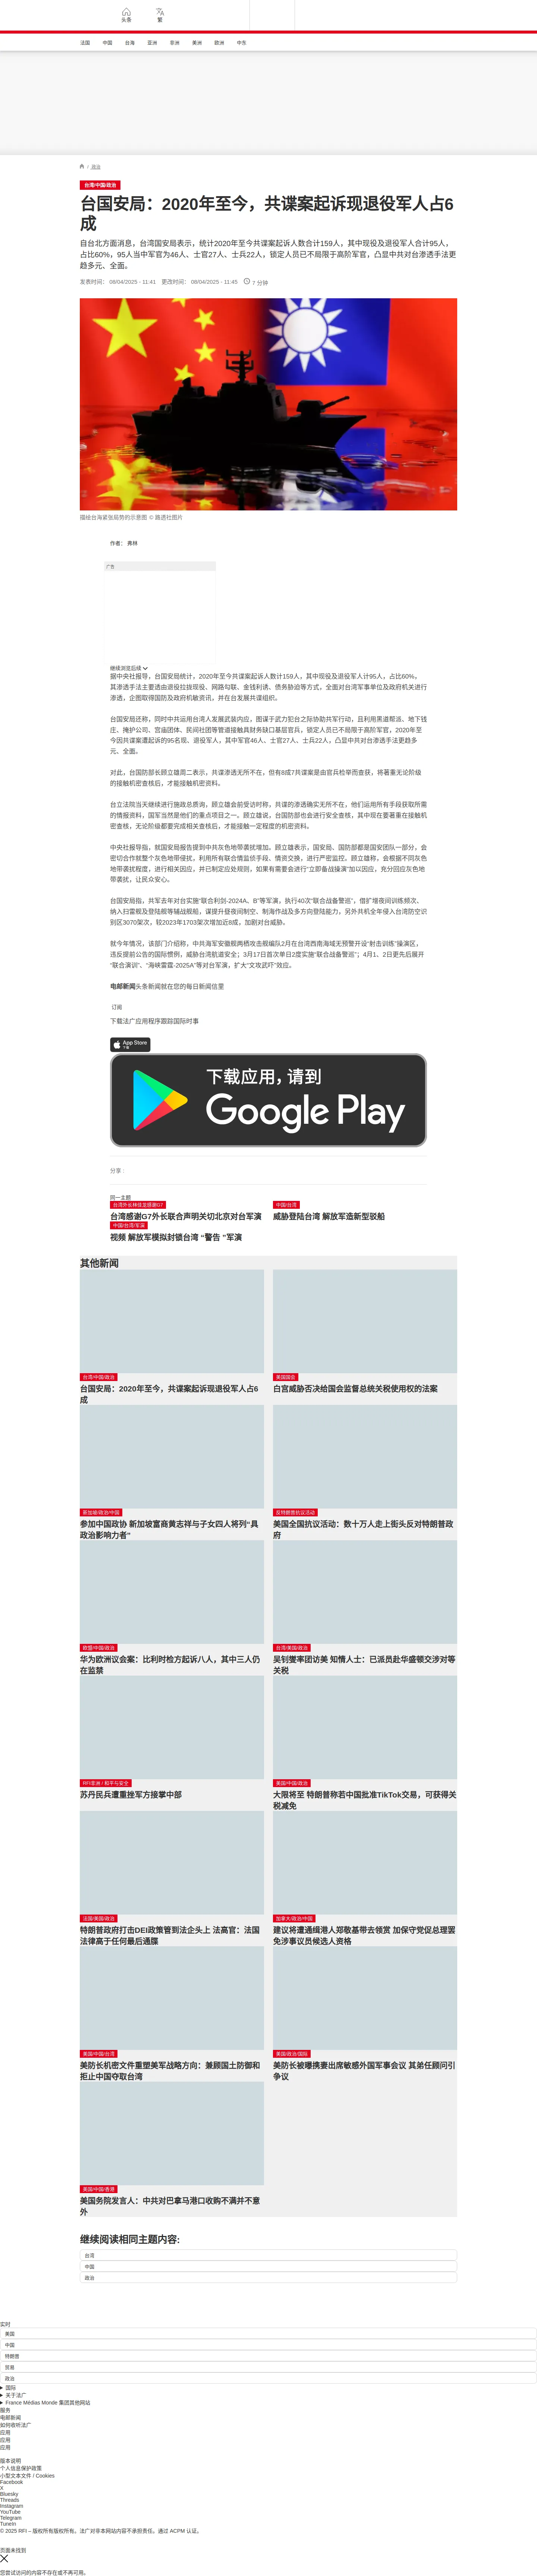 头条
繁
法国
中国
台海
亚洲
非洲
美洲
欧洲
中东
/ 政治
台湾/中国/政治
台国安局：2020年至今，共谍案起诉现退役军人占6
成
自台北方面消息，台湾国安局表示，统计2020年至今共谋案起诉人数合计159人，其中现役及退役军人合计95人，
占比60%，95人当中军官为46人、士官27人、士兵22人，锁定人员已不局限于高阶军官，凸显中共对台渗透手法更
趋多元、全面。
发表时间： 08/04/2025 - 11:41 更改时间： 08/04/2025 - 11:45 7 分钟
描绘台海紧张局势的示意图 © 路透社图片
作者： 弗林
广告
继续浏览后续
据中央社报导，台国安局统计，2020年至今共谍案起诉人数计159人，其中现役及退役军人计95人，占比60%。
其渗透手法主要透由退役拉拢现役、网路勾联、金钱利诱、债务胁迫等方式，全面对台湾军事单位及政府机关进行
渗透，企图取得国防及政府机敏资讯，并在台发展共谍组织。
台国安局还称，同时中共运用台湾人发展武装内应，图谋于武力犯台之际协助共军行动，且利用黑道帮派、地下钱
庄、掩护公司、宫庙团体、民间社团等管道接触具财务缺口基层官兵，锁定人员已不局限于高阶军官，2020年至
今因共谍案遭起诉的95名现、退役军人，其中军官46人、士官27人、士兵22人，凸显中共对台渗透手法更趋多
元、全面。
对此，台国防部长顾立雄周二表示，共谍渗透无所不在，但有8成7共谍案是由官兵检举而查获，将著重无论阶级
的接触机密查核后，才能接触机密资料。
台立法院当天继续进行施政总质询，顾立雄会前受访时称，共谍的渗透确实无所不在，他们运用所有手段获取所需
的情报资料，国军当然是他们的重点项目之一。顾立雄说，台国防部也会进行安全查核，其中现在要著重在接触机
密查核，无论阶级都要完成相关查核后，才能接触一定程度的机密资料。
中央社报导指，就国安局报告提到中共灰色地带袭扰增加。顾立雄表示，国安局、国防部都是国安团队一部分，会
密切合作就整个灰色地带侵扰，利用所有联合情监侦手段、情资交换，进行严密监控。顾立雄称，会根据不同灰色
地带袭扰程度，进行相关因应，并已制定应处规则，如果有需要会进行“立即备战操演”加以因应，充分回应灰色地
带袭扰，让民众安心。
台国安局指，共军去年对台实施“联合利剑-2024A、B”等军演，执行40次“联合战备警巡”，借扩增夜间训练频次、
纳入扫雷舰及登陆舰等辅战舰船，谋提升昼夜间制空、制海作战及多方向登陆能力，另外共机全年侵入台湾防空识
别区3070架次，较2023年1703架次增加近8成，加剧对台威胁。
就今年情况，该部门介绍称，中共海军安徽舰两栖攻击舰编队2月在台湾西南海域无预警开设“射击训练”操演区，
违反提前公告的国际惯例，威胁台湾航道安全；3月17日首次单日2度实施“联合战备警巡”；4月1、2日更先后展开
“联合演训”、“海峡雷霆-2025A”等对台军演，扩大“文攻武吓”效应。
电邮新闻头条新闻就在您的每日新闻信里
订阅
下载法广应用程序跟踪国际时事
App Store
下载
下载应用，请到
Google Play
分享 :
同一主题
台湾外长林佳龙感谢G7
台湾感谢G7外长联合声明关切北京对台军演
中国/台湾
威胁登陆台湾 解放军造新型驳船
中国/台湾/军演
视频 解放军模拟封锁台湾 “警告 ”军演
其他新闻
台湾/中国/政治
台国安局：2020年至今，共谍案起诉现退役军人占6
成
美国国会
白宫威胁否决给国会监督总统关税使用权的法案
新加坡/政治/中国
参加中国政协 新加坡富商黄志祥与子女四人将列“具
政治影响力者”
反特朗普抗议活动
美国全国抗议活动：数十万人走上街头反对特朗普政
府
欧盟/中国/政治
华为欧洲议会案：比利时检方起诉八人，其中三人仍
在监禁
台湾/美国/政治
吴钊燮率团访美 知情人士：已派员赴华盛顿交涉对等
关税
RFI非洲 / 和平与安全
苏丹民兵遭重挫军方接掌中部
美国/中国/政治
大限将至 特朗普称若中国批准TikTok交易，可获得关
税减免
法国/美国/政治
特朗普政府打击DEI政策管到法企头上 法高官：法国
法律高于任何最后通牒
加拿大/政治/中国
建议将遭通缉港人郑敬基带去领赏 加保守党促总理罢
免涉事议员候选人资格
美国/中国/台湾
美防长机密文件重塑美军战略方向：兼顾国土防御和
拒止中国夺取台湾
美国/政治/国际
美防长被曝携妻出席敏感外国军事会议 其弟任顾问引
争议
美国/中国/香港
美国务院发言人：中共对巴拿马港口收购不满并不意
外
继续阅读相同主题内容:
台湾
中国
政治
实时
美国
中国
特朗普
贸易
政治
国际
关于法广
France Médias Monde 集团其他网站
服务
电邮新闻
如何收听法广
应用
应用
应用
版本说明
个人信息保护政策
小型文本文件 / Cookies
Facebook
X
Bluesky
Threads
Instagram
YouTube
Telegram
TuneIn
© 2025 RFI – 版权所有版权所有。法广对非本网站内容不承担责任。通过 ACPM 认证。
页面未找到
您尝试访问的内容不存在或不再可用。